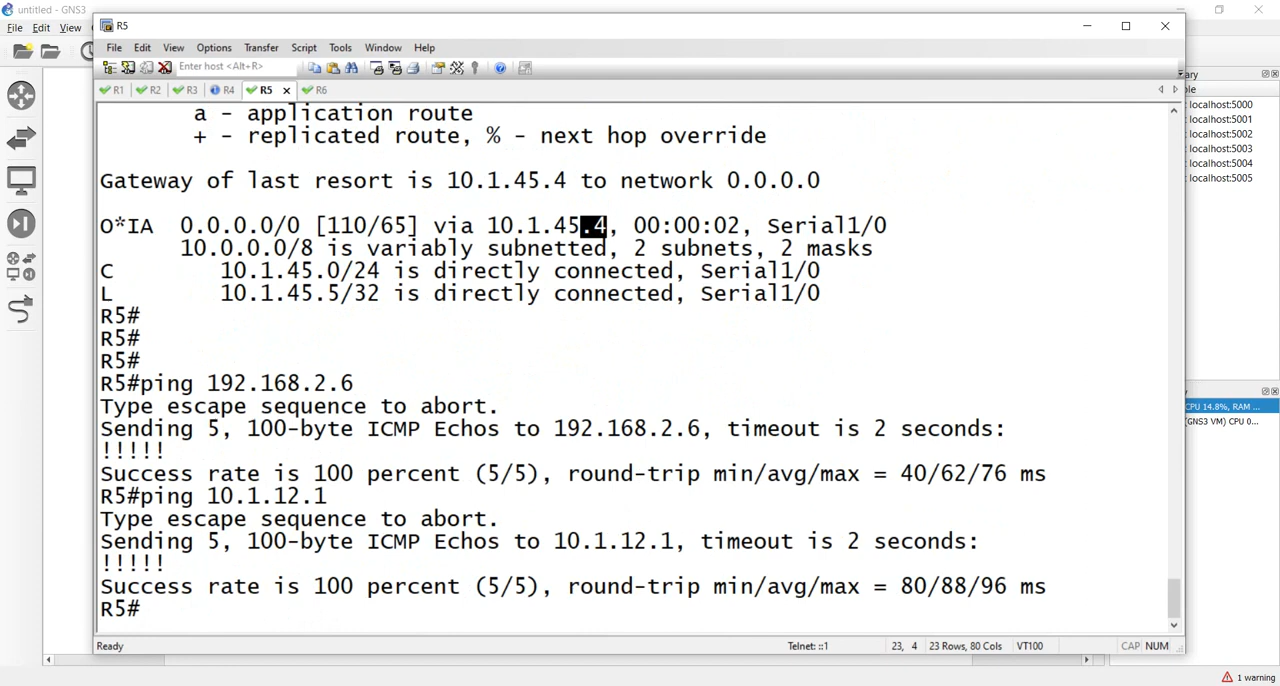 untitled - GNS3
File Edit View
R5
File Edit View Options Transfer Script Tools Window Help
Enter host <Alt+R>
R1 R2 R3 R4 R5 × R6
a - application route
+ - replicated route, % - next hop override
Gateway of last resort is 10.1.45.4 to network 0.0.0.0
O*IA 0.0.0.0/0 [110/65] via 10.1.45.4, 00:00:02, Serial1/0
10.0.0.0/8 is variably subnetted, 2 subnets, 2 masks
C 10.1.45.0/24 is directly connected, Serial1/0
L 10.1.45.5/32 is directly connected, Serial1/0
R5#
R5#
R5#
R5#ping 192.168.2.6
Type escape sequence to abort.
Sending 5, 100-byte ICMP Echos to 192.168.2.6, timeout is 2 seconds:
!!!!!
Success rate is 100 percent (5/5), round-trip min/avg/max = 40/62/76 ms
R5#ping 10.1.12.1
Type escape sequence to abort.
Sending 5, 100-byte ICMP Echos to 10.1.12.1, timeout is 2 seconds:
!!!!!
Success rate is 100 percent (5/5), round-trip min/avg/max = 80/88/96 ms
R5#
Ready Telnet: ::1 23, 4 23 Rows, 80 Cols VT100 CAP NUM
ary
le
localhost:5000
localhost:5001
localhost:5002
localhost:5003
localhost:5004
localhost:5005
CPU 14.8%, RAM ...
(GNS3 VM) CPU 0...
1 warning